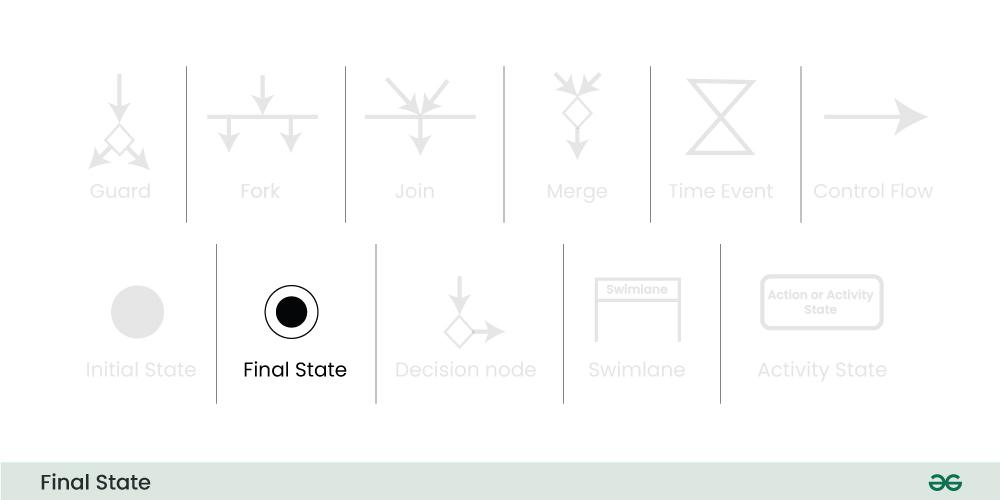 Guard
Fork
Join
Merge
Time Event
Control Flow
Initial State
Final State
Decision node
Swimlane
Swimlane
Action or Activity
State
Activity State
Final State